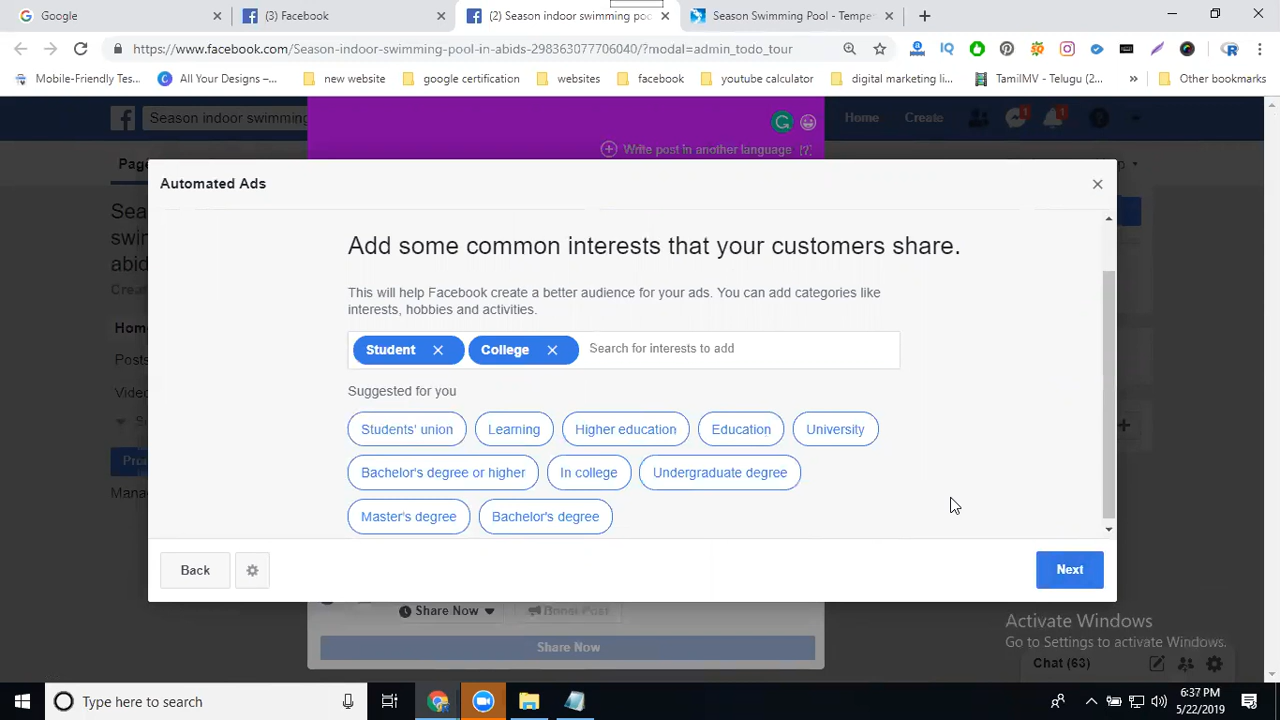 Google
(3) Facebook
(2) Season indoor swimming poo
Season Swimming Pool - Tempe
https://www.facebook.com/Season-indoor-swimming-pool-in-abids-298363077706040/?modal=admin_todo_tour
Mobile-Friendly Tes...
All Your Designs –...
new website
google certification
websites
facebook
youtube calculator
digital marketing li...
TamilMV - Telugu (2...
Other bookmarks
Season indoor swimming
Home
Create
1
1
Write post in another language [?]
Automated Ads
Add some common interests that your customers share.
This will help Facebook create a better audience for your ads. You can add categories like
interests, hobbies and activities.
Student
College
Search for interests to add
Suggested for you
Students' union
Learning
Higher education
Education
University
Bachelor's degree or higher
In college
Undergraduate degree
Master's degree
Bachelor's degree
Back
Next
Home
Posts
Share Now
Boost Post
Share Now
Activate Windows
Go to Settings to activate Windows.
Chat (63)
Type here to search
6:37 PM
5/22/2019